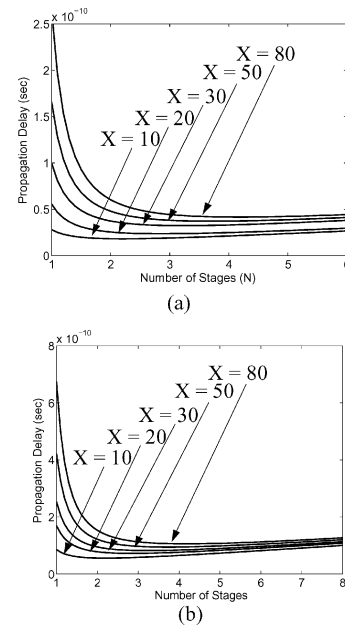 x 10⁻¹⁰
2.5
2
1.5
1
0.5
0
Propagation Delay (sec)
X = 80
X = 50
X = 30
X = 20
X = 10
1 2 3 4 5 6
Number of Stages (N)
(a)
x 10⁻¹⁰
8
6
4
2
0
Propagation Delay (sec)
X = 80
X = 50
X = 30
X = 20
X = 10
1 2 3 4 5 6 7 8
Number of Stages
(b)